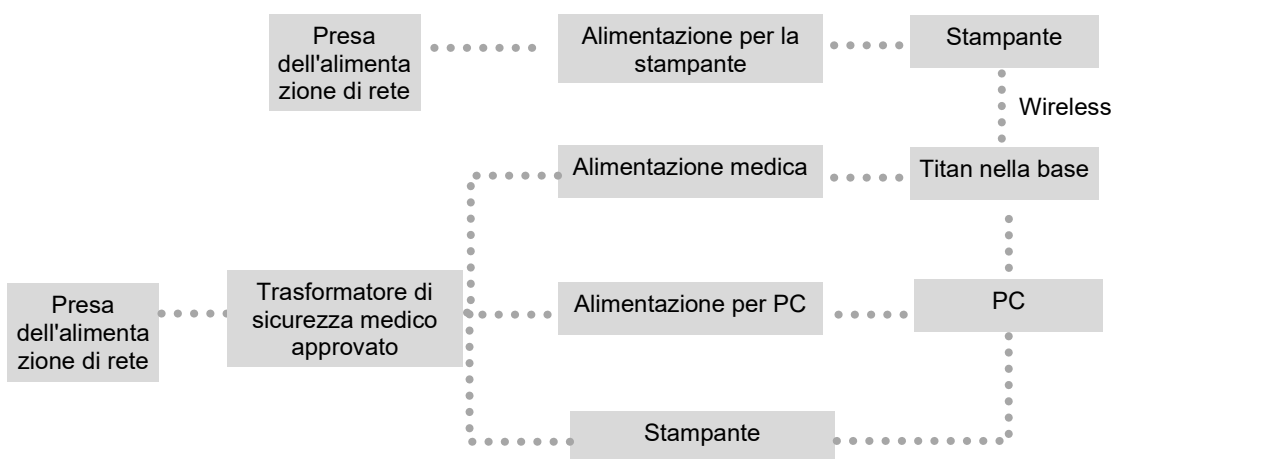 Presa
dell'alimenta
zione di rete
Alimentazione per la
stampante
Stampante
Wireless
Alimentazione medica
Titan nella base
Presa
dell'alimenta
zione di rete
Trasformatore di
sicurezza medico
approvato
Alimentazione per PC
PC
Stampante